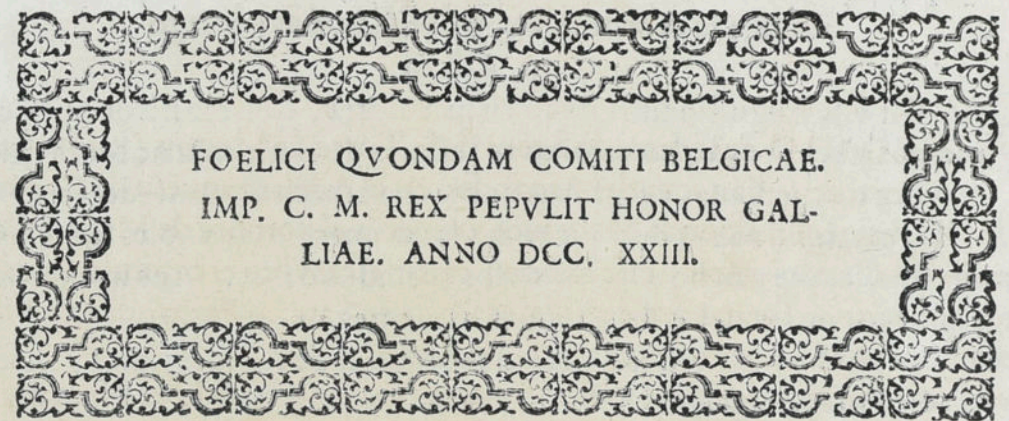 FOELICI QVONDAM COMITI BELGICAE.
IMP. C. M. REX PEPVLIT HONOR GAL-
LIAE. ANNO DCC. XXIII.